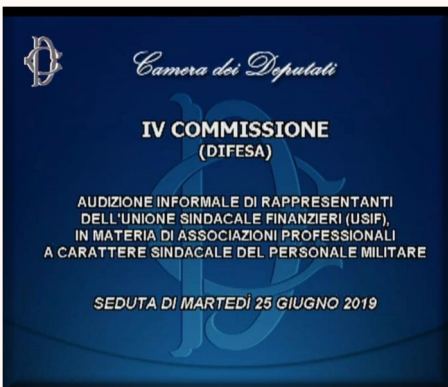 Camera dei Deputati
IV COMMISSIONE
(DIFESA)
AUDIZIONE INFORMALE DI RAPPRESENTANTI
DELL'UNIONE SINDACALE FINANZIERI (USIF),
IN MATERIA DI ASSOCIAZIONI PROFESSIONALI
A CARATTERE SINDACALE DEL PERSONALE MILITARE
SEDUTA DI MARTEDÌ 25 GIUGNO 2019